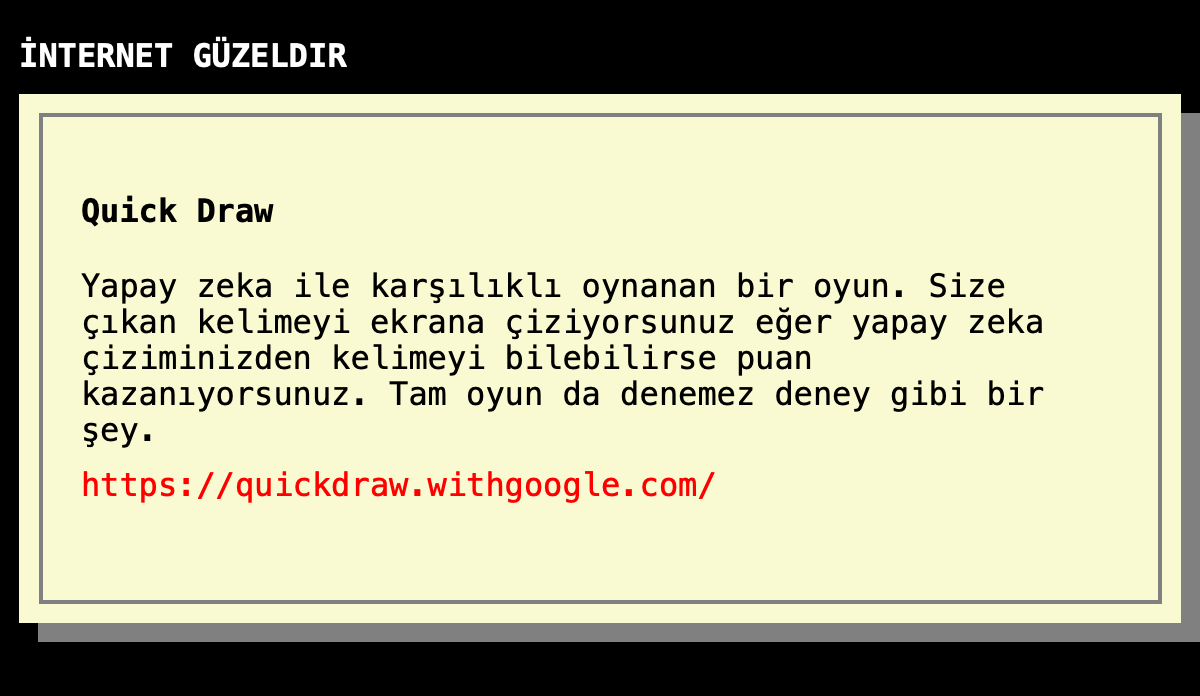 İNTERNET GÜZELDIR
Quick Draw
Yapay zeka ile karşılıklı oynanan bir oyun. Size
çıkan kelimeyi ekrana çiziyorsunuz eğer yapay zeka
çiziminizden kelimeyi bilebilirse puan
kazanıyorsunuz. Tam oyun da denemez deney gibi bir
şey.
https://quickdraw.withgoogle.com/